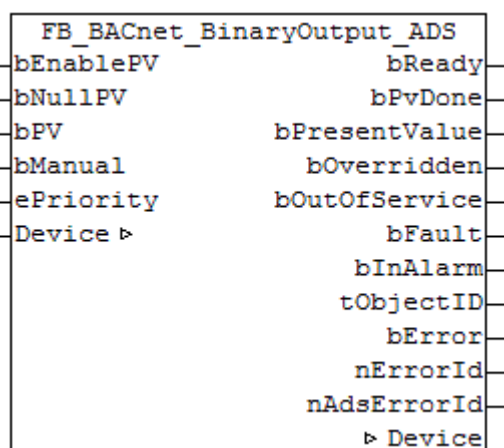 FB_BACnet_BinaryOutput_ADS
bEnablePV bReady
bNullPV bPvDone
bPV bPresentValue
bManual bOverridden
ePriority bOutOfService
Device ▷ bFault
bInAlarm
tObjectID
bError
nErrorId
nAdsErrorId
▷ Device